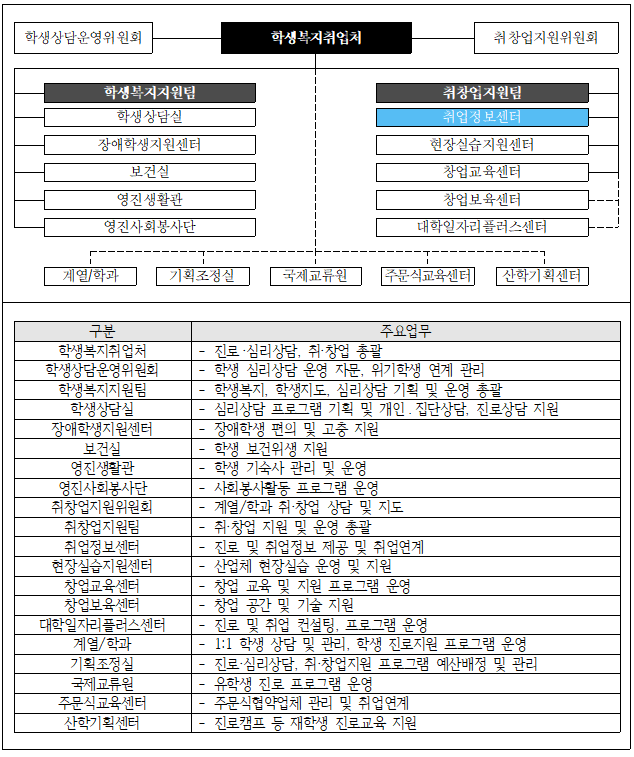 학생상담운영위원회 학생복지취업처 취창업지원위원회
학생복지지원팀 취창업지원팀
학생상담실 취업정보센터
장애학생지원센터 현장실습지원센터
보건실 창업교육센터
영진생활관 창업보육센터
영진사회봉사단 대학일자리플러스센터
계열/학과 기획조정실 국제교류원 주문식교육센터 산학기획센터
구분 주요업무
학생복지취업처 - 진로·심리상담, 취·창업 총괄
학생상담운영위원회 - 학생 심리상담 운영 자문, 위기학생 연계 관리
학생복지지원팀 - 학생복지, 학생지도, 심리상담 기획 및 운영 총괄
학생상담실 - 심리상담 프로그램 기획 및 개인．집단상담, 진로상담 지원
장애학생지원센터 - 장애학생 편의 및 고충 지원
보건실 - 학생 보건위생 지원
영진생활관 - 학생 기숙사 관리 및 운영
영진사회봉사단 - 사회봉사활동 프로그램 운영
취창업지원위원회 - 계열/학과 취·창업 상담 및 지도
취창업지원팀 - 취·창업 지원 및 운영 총괄
취업정보센터 - 진로 및 취업정보 제공 및 취업연계
현장실습지원센터 - 산업체 현장실습 운영 및 지원
창업교육센터 - 창업 교육 및 지원 프로그램 운영
창업보육센터 - 창업 공간 및 기술 지원
대학일자리플러스센터 - 진로 및 취업 컨설팅, 프로그램 운영
계열/학과 - 1:1 학생 상담 및 관리, 학생 진로지원 프로그램 운영
기획조정실 - 진로·심리상담, 취·창업지원 프로그램 예산배정 및 관리
국제교류원 - 유학생 진로 프로그램 운영
주문식교육센터 - 주문식협약업체 관리 및 취업연계
산학기획센터 - 진로캠프 등 재학생 진로교육 지원